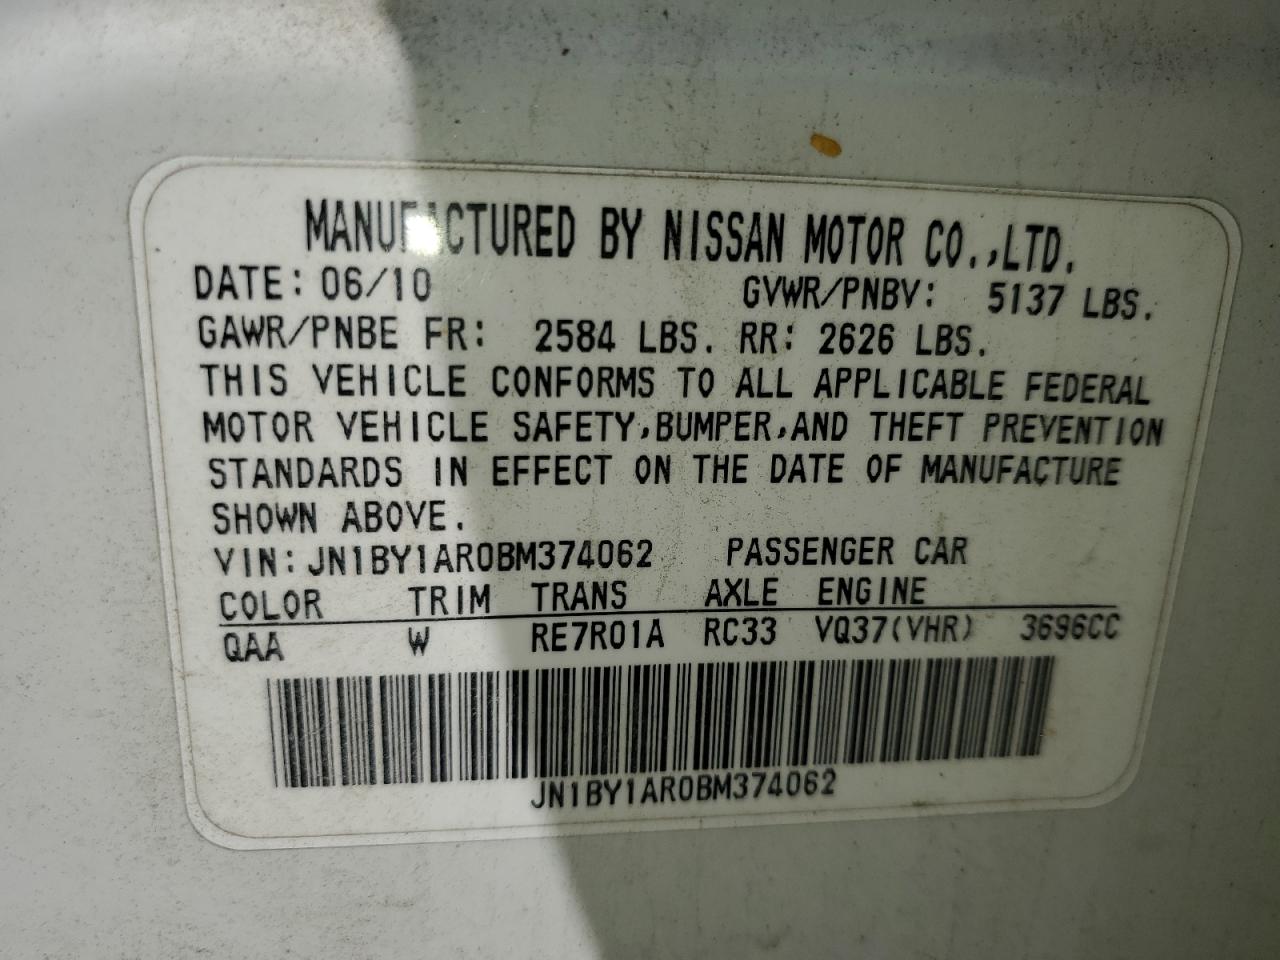 MANUFACTURED BY NISSAN MOTOR CO.,LTD.
DATE: 06/10 GVWR/PNBV: 5137 LBS.
GAWR/PNBE FR: 2584 LBS. RR: 2626 LBS.
THIS VEHICLE CONFORMS TO ALL APPLICABLE FEDERAL
MOTOR VEHICLE SAFETY,BUMPER,AND THEFT PREVENTION
STANDARDS IN EFFECT ON THE DATE OF MANUFACTURE
SHOWN ABOVE.
VIN:JN1BY1AR0BM374062 PASSENGER CAR
COLOR TRIM TRANS AXLE ENGINE
QAA W RE7R01A RC33 VQ37(VHR) 3696CC
JN1BY1AR0BM374062